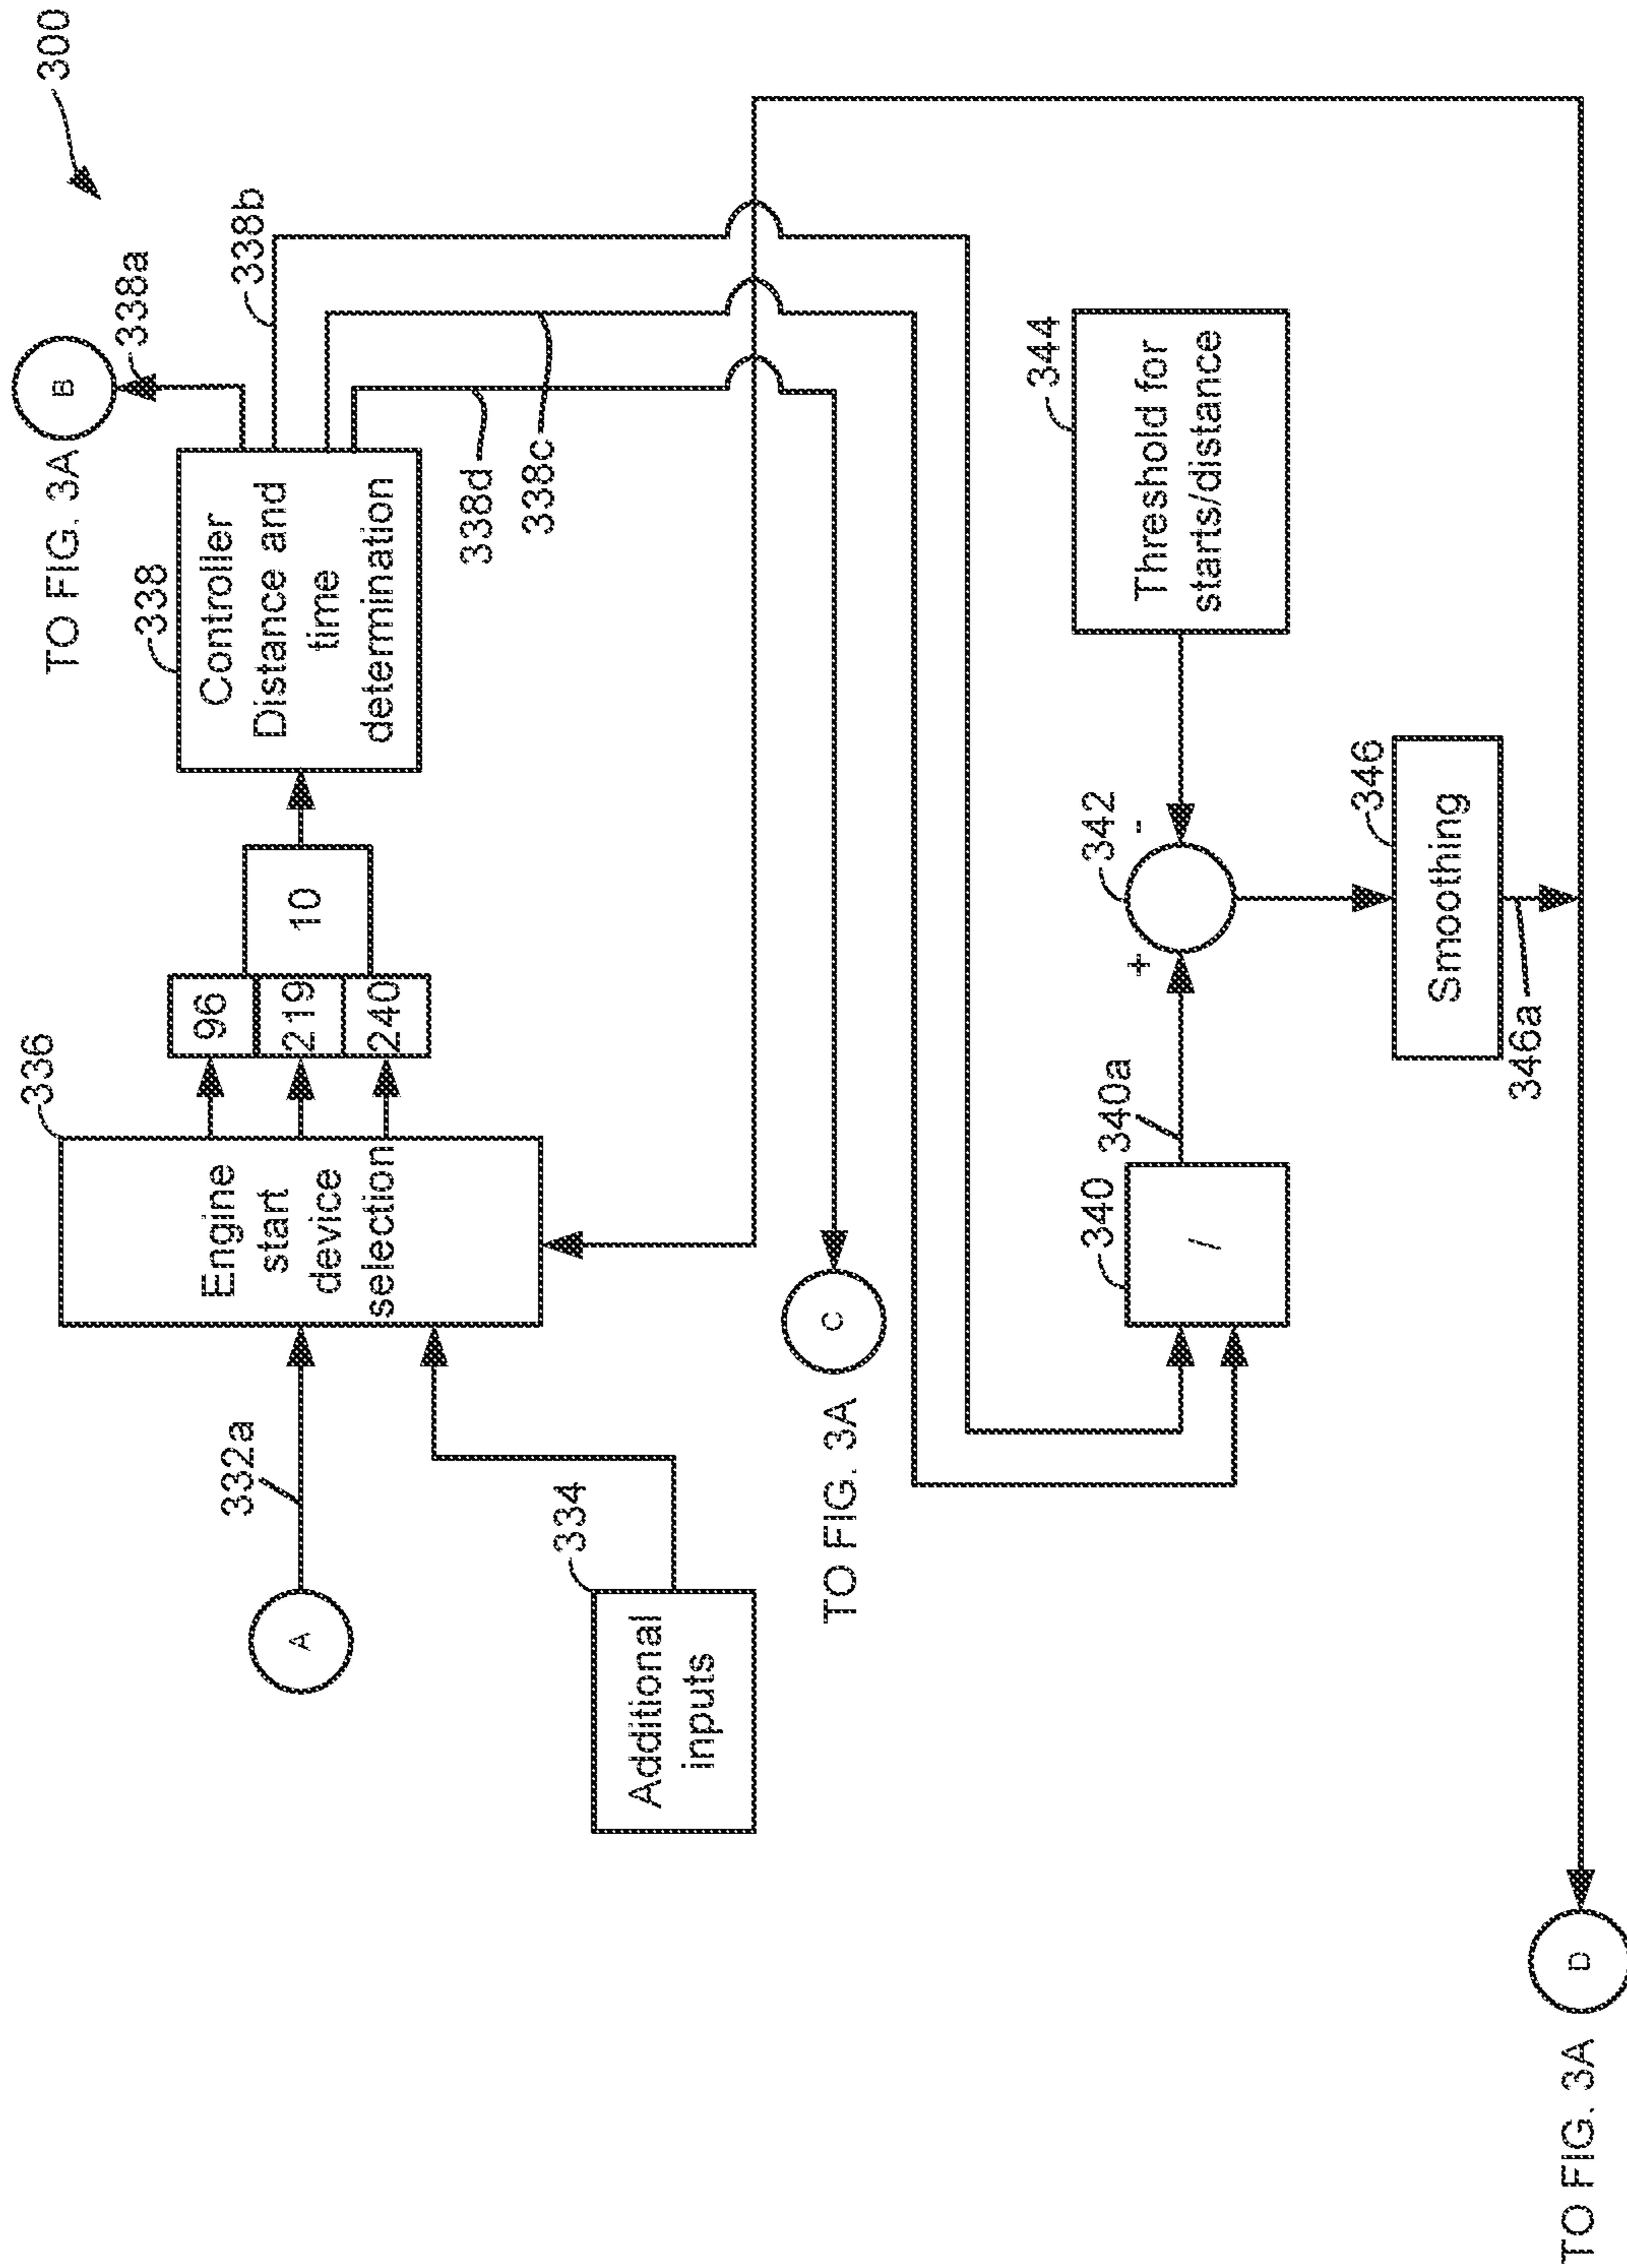 300
TO FIG. 3A
B
338a
338
Controller
Distance and
time
determination
338b
338d
338c
336
Engine
start
device
selection
96
219
240
10
A
332a
334
Additional
inputs
TO FIG. 3A
C
340
/
340a
342
+
-
344
Threshold for
starts/distance
346
Smoothing
346a
TO FIG. 3A
D